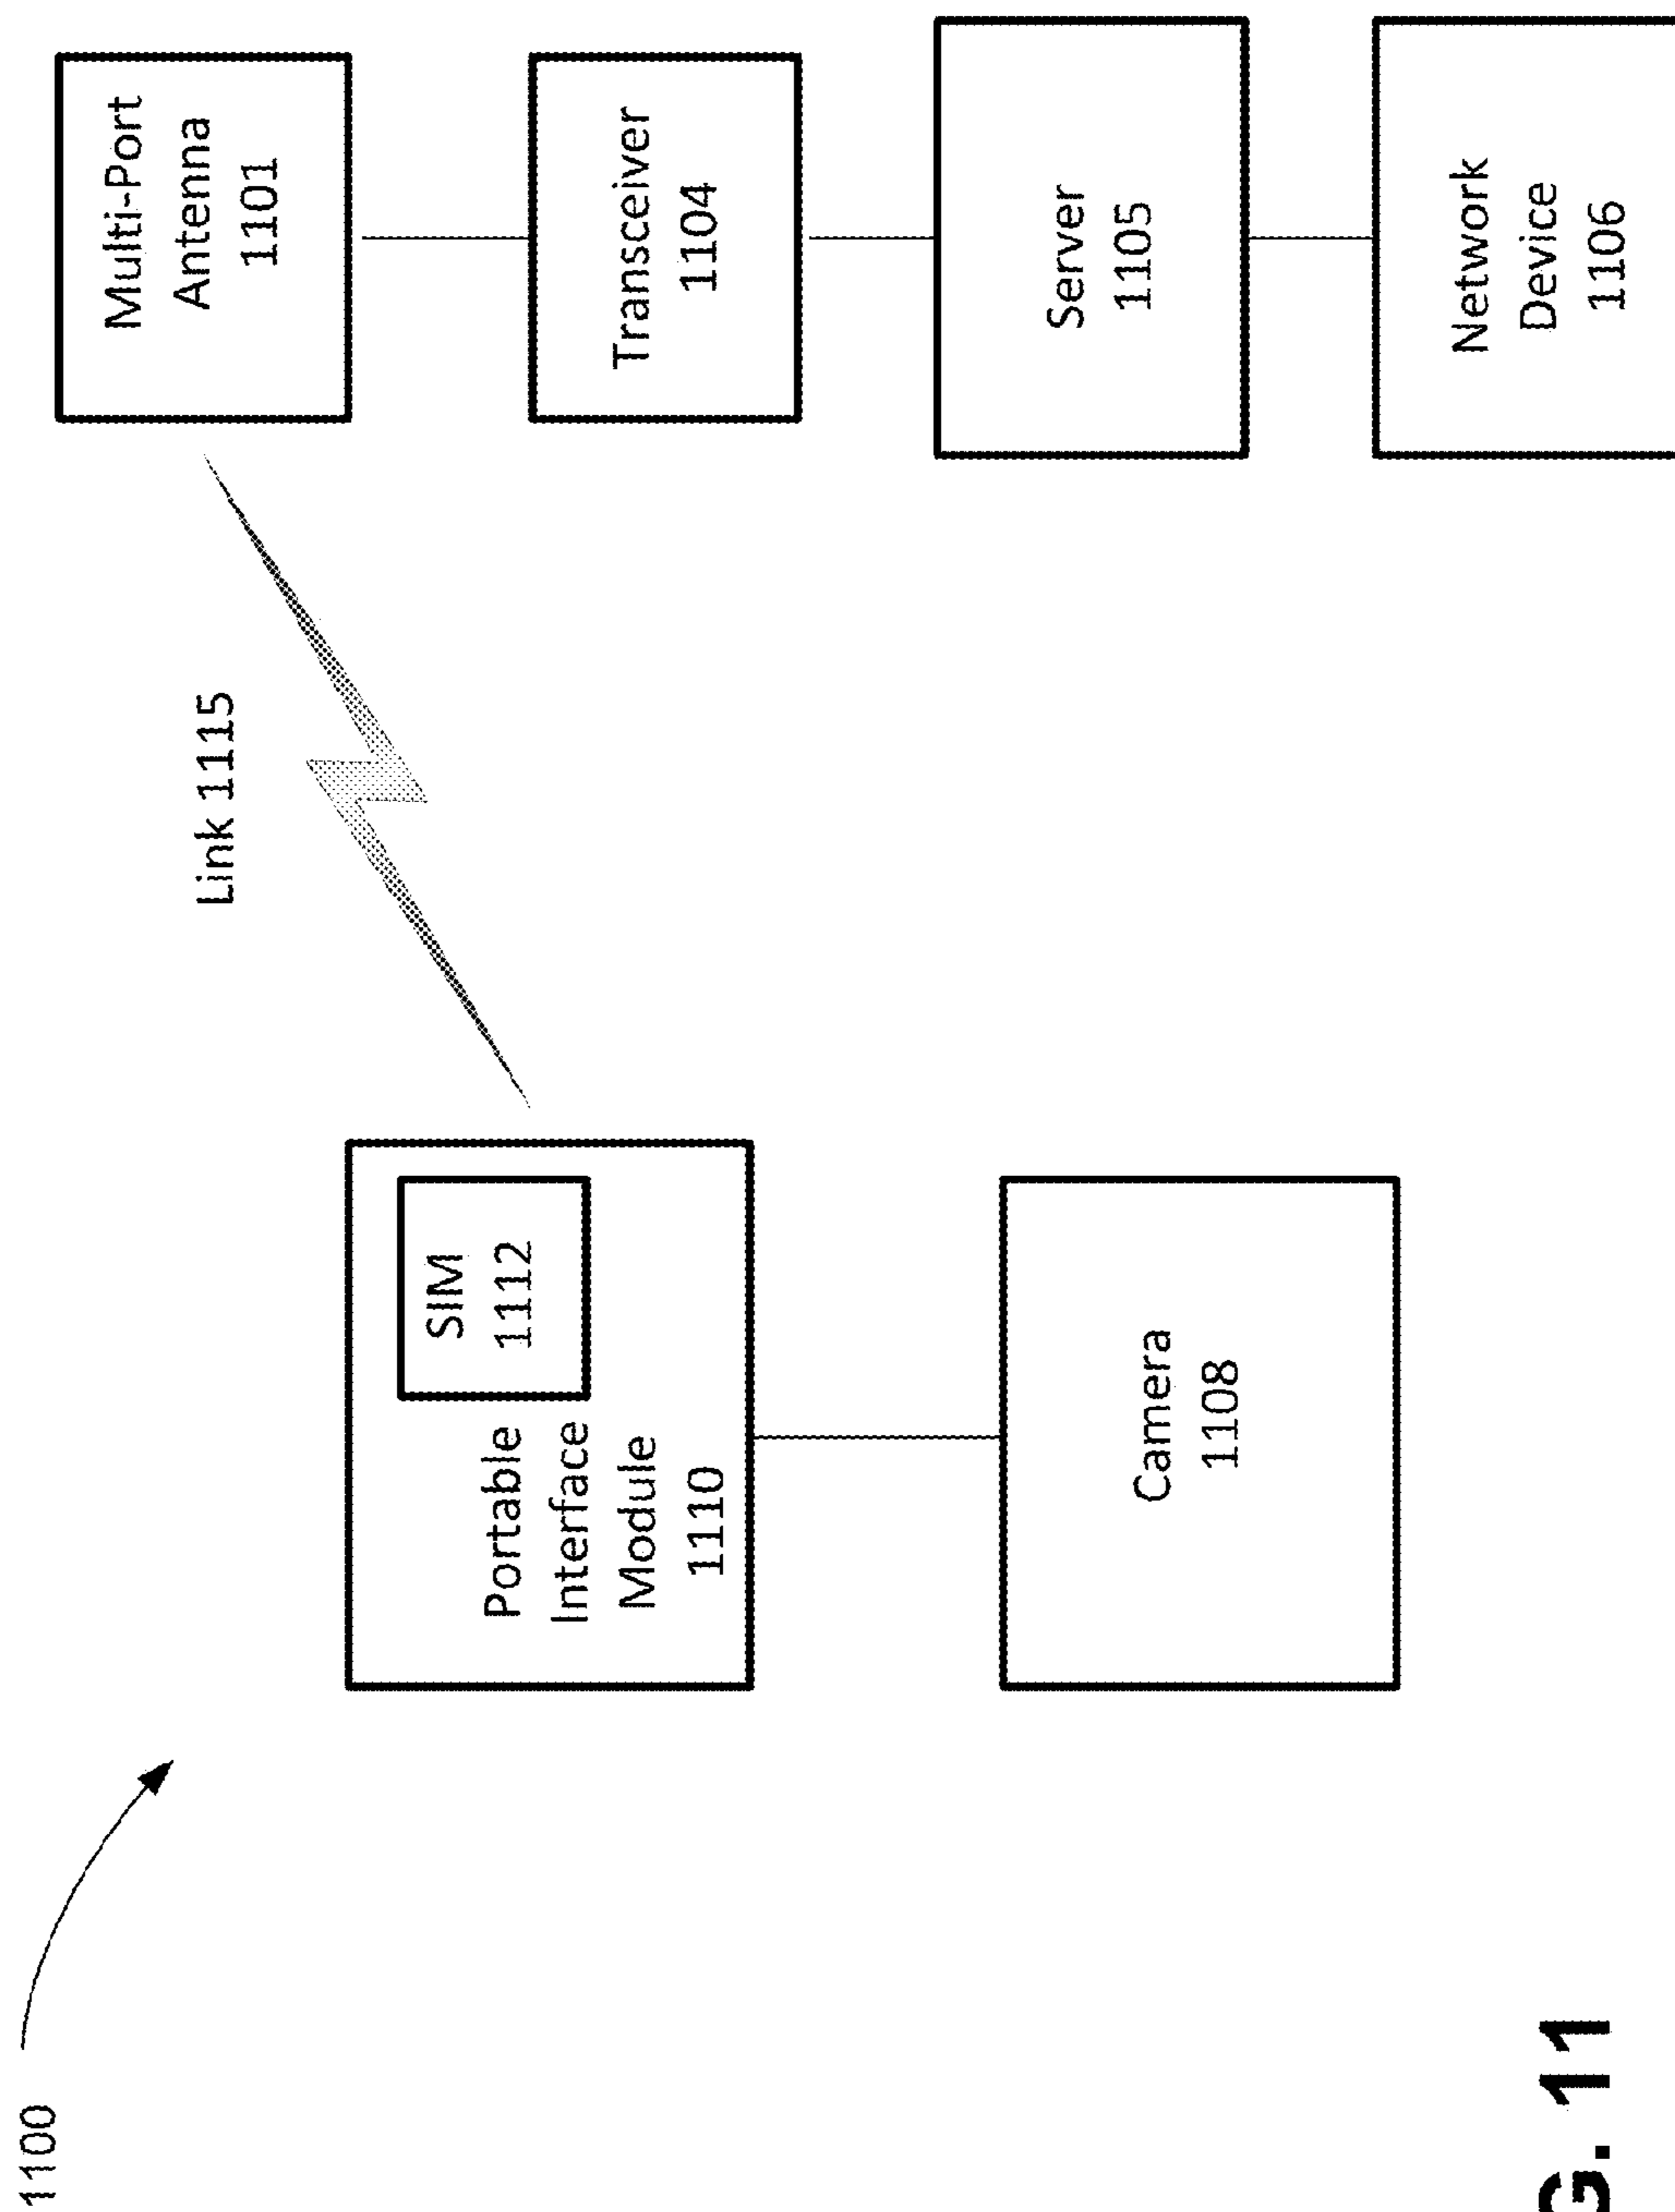 1100
Portable
Interface
Module
1110
SIM
1112
Camera
1108
Link 1115
Multi-Port
Antenna
1101
Transceiver
1104
Server
1105
Network
Device
1106
G. 11